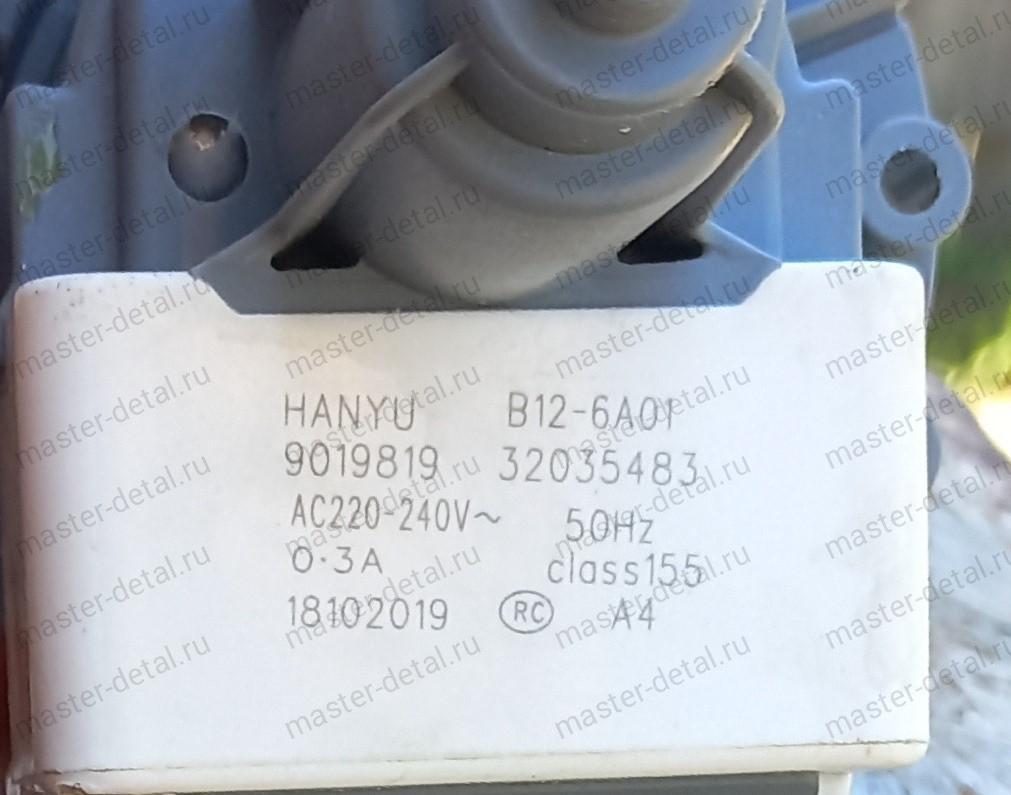 HANYU B12-6A01
9019819 32035483
AC220-240V~ 50Hz
0.3A class155
18102019 RC A4
master-detal.ru